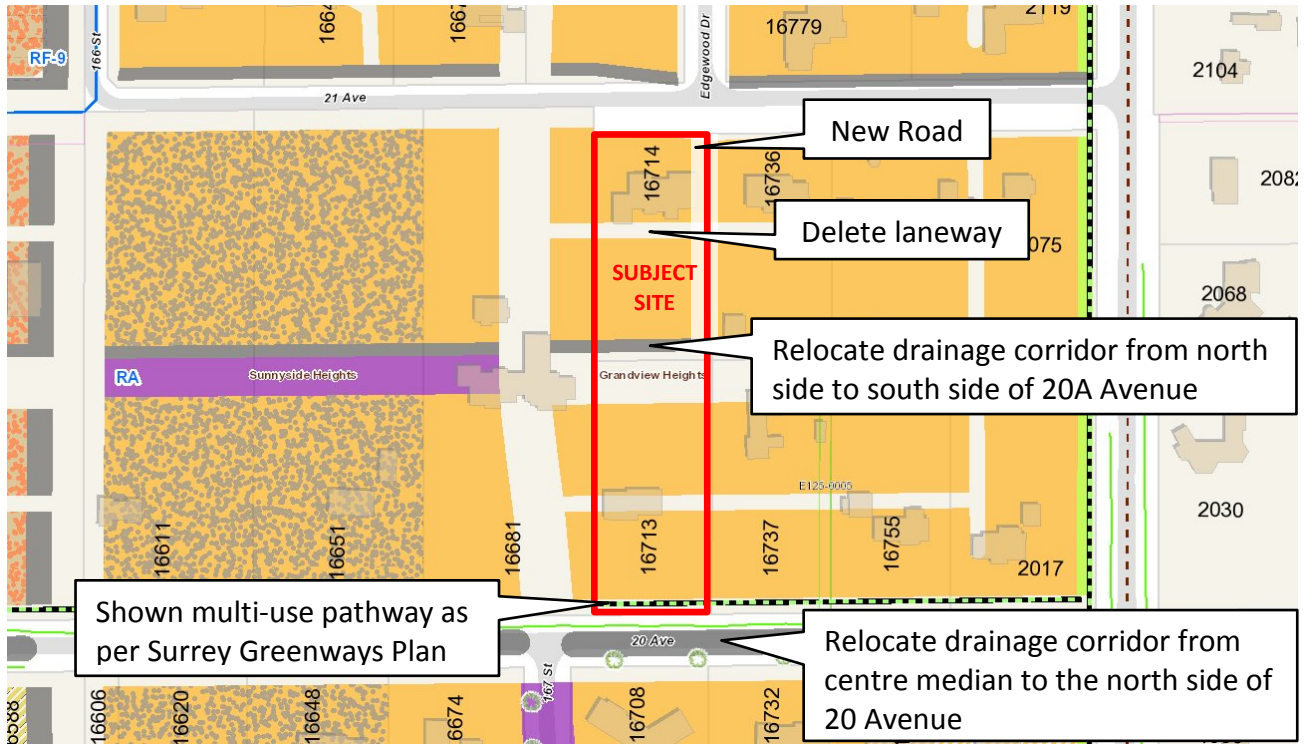 1664
1667
16779
2119
RF-9
166 St
Edgewood Dr
2104
21 Ave
New Road
16714
16736
2082
Delete laneway
075
SUBJECT
SITE
2068
Relocate drainage corridor from north
side to south side of 20A Avenue
RA
Sunnyside Heights
Grandview Heights
E125-0005
2030
16611
16651
16681
16713
16737
16755
2017
Shown multi-use pathway as
per Surrey Greenways Plan
20 Ave
Relocate drainage corridor from
centre median to the north side of
20 Avenue
167 St
6588
16606
16620
16648
16674
16708
16732